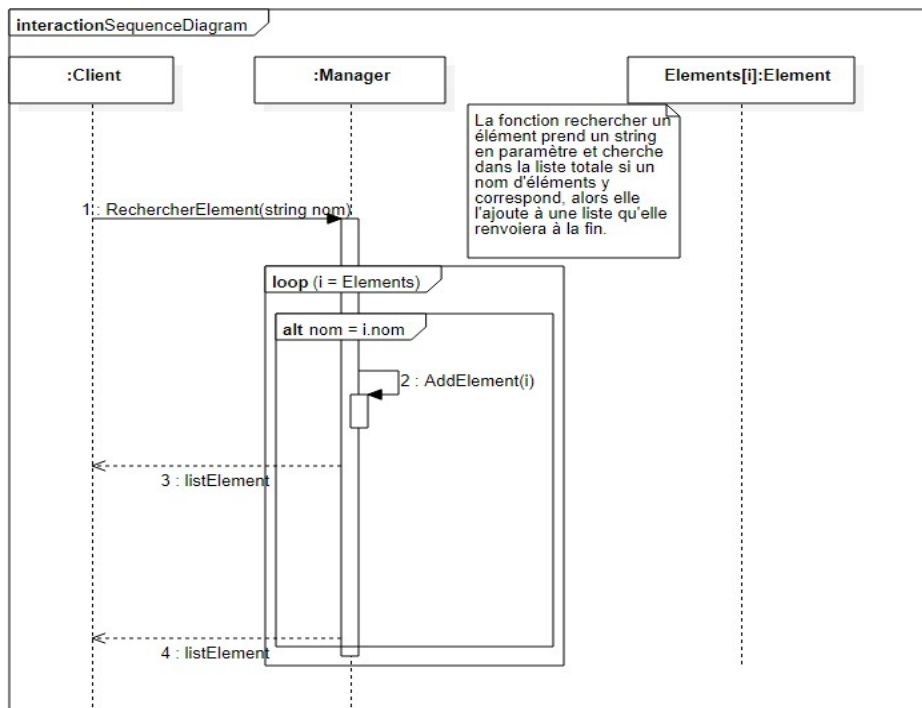 interactionSequenceDiagram
:Client
:Manager
Elements[i]:Element
La fonction rechercher un
élément prend un string
en paramètre et cherche
dans la liste totale si un
nom d'éléments y
correspond, alors elle
l'ajoute à une liste qu'elle
renvoiera à la fin.
1 : RechercherElement(string nom)
loop (i = Elements)
alt nom = i.nom
2 : AddElement(i)
3 : listElement
4 : listElement